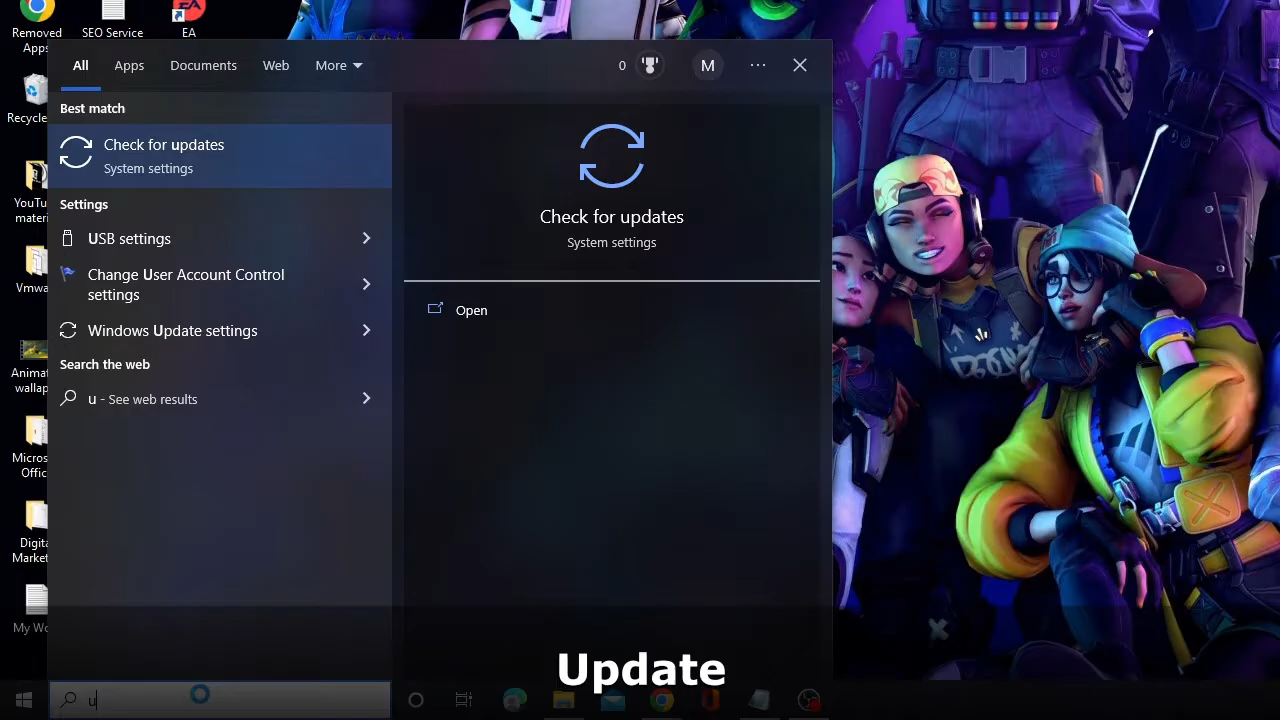 Removed
Apps
SEO Service
EA
EA
Recycle
YouTu
materi
Vmwa
Animat
wallap
Micros
Offic
Digita
Market
My Wo
All
Apps
Documents
Web
More
0
M
Best match
Check for updates
System settings
Settings
USB settings
Change User Account Control
settings
Windows Update settings
Search the web
u - See web results
Check for updates
System settings
Open
Update
u